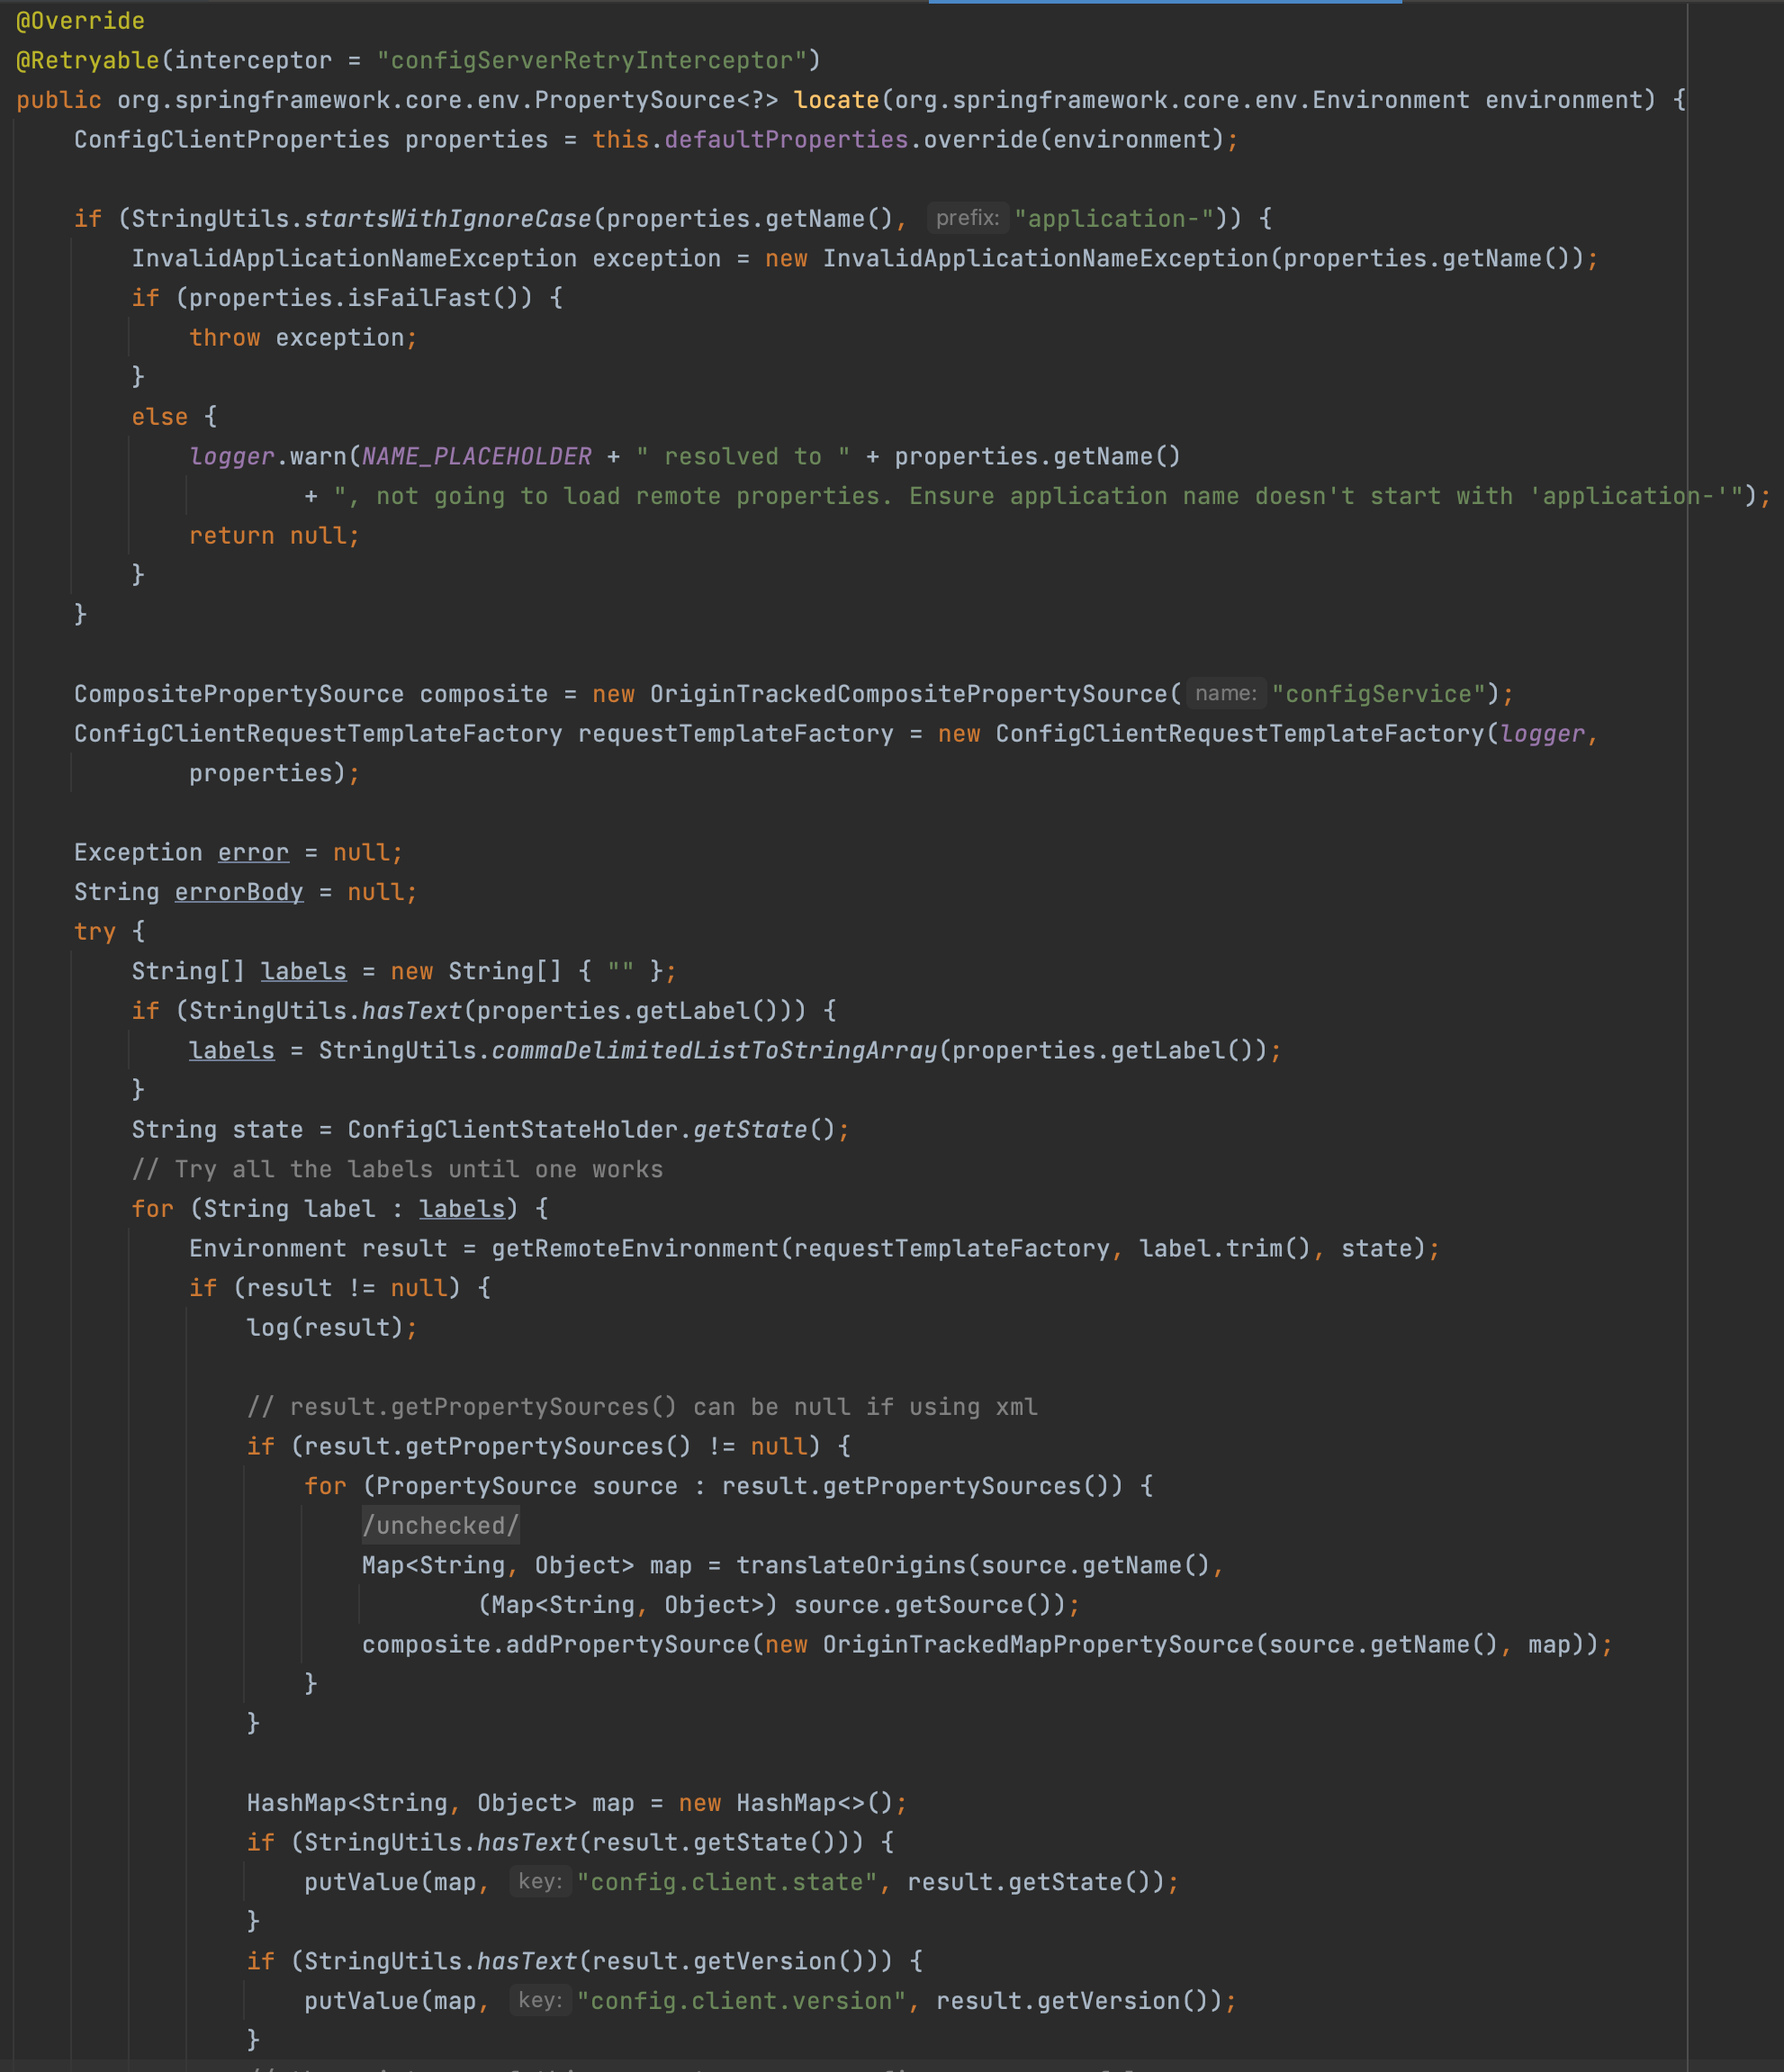 @Override
@Retryable(interceptor = "configServerRetryInterceptor")
public org.springframework.core.env.PropertySource<?> locate(org.springframework.core.env.Environment environment) {
ConfigClientProperties properties = this.defaultProperties.override(environment);
if (StringUtils.startsWithIgnoreCase(properties.getName(), prefix: "application-")) {
InvalidApplicationNameException exception = new InvalidApplicationNameException(properties.getName());
if (properties.isFailFast()) {
throw exception;
}
else {
logger.warn(NAME_PLACEHOLDER + " resolved to " + properties.getName()
+ ", not going to load remote properties. Ensure application name doesn't start with 'application-'");
return null;
}
}
CompositePropertySource composite = new OriginTrackedCompositePropertySource( name: "configService");
ConfigClientRequestTemplateFactory requestTemplateFactory = new ConfigClientRequestTemplateFactory(logger,
properties);
Exception error = null;
String errorBody = null;
try {
String[] labels = new String[] { "" };
if (StringUtils.hasText(properties.getLabel())) {
labels = StringUtils.commaDelimitedListToStringArray(properties.getLabel());
}
String state = ConfigClientStateHolder.getState();
// Try all the labels until one works
for (String label : labels) {
Environment result = getRemoteEnvironment(requestTemplateFactory, label.trim(), state);
if (result != null) {
log(result);
// result.getPropertySources() can be null if using xml
if (result.getPropertySources() != null) {
for (PropertySource source : result.getPropertySources()) {
/unchecked/
Map<String, Object> map = translateOrigins(source.getName(),
(Map<String, Object>) source.getSource());
composite.addPropertySource(new OriginTrackedMapPropertySource(source.getName(), map));
}
}
HashMap<String, Object> map = new HashMap<>();
if (StringUtils.hasText(result.getState())) {
putValue(map, key: "config.client.state", result.getState());
}
if (StringUtils.hasText(result.getVersion())) {
putValue(map, key: "config.client.version", result.getVersion());
}